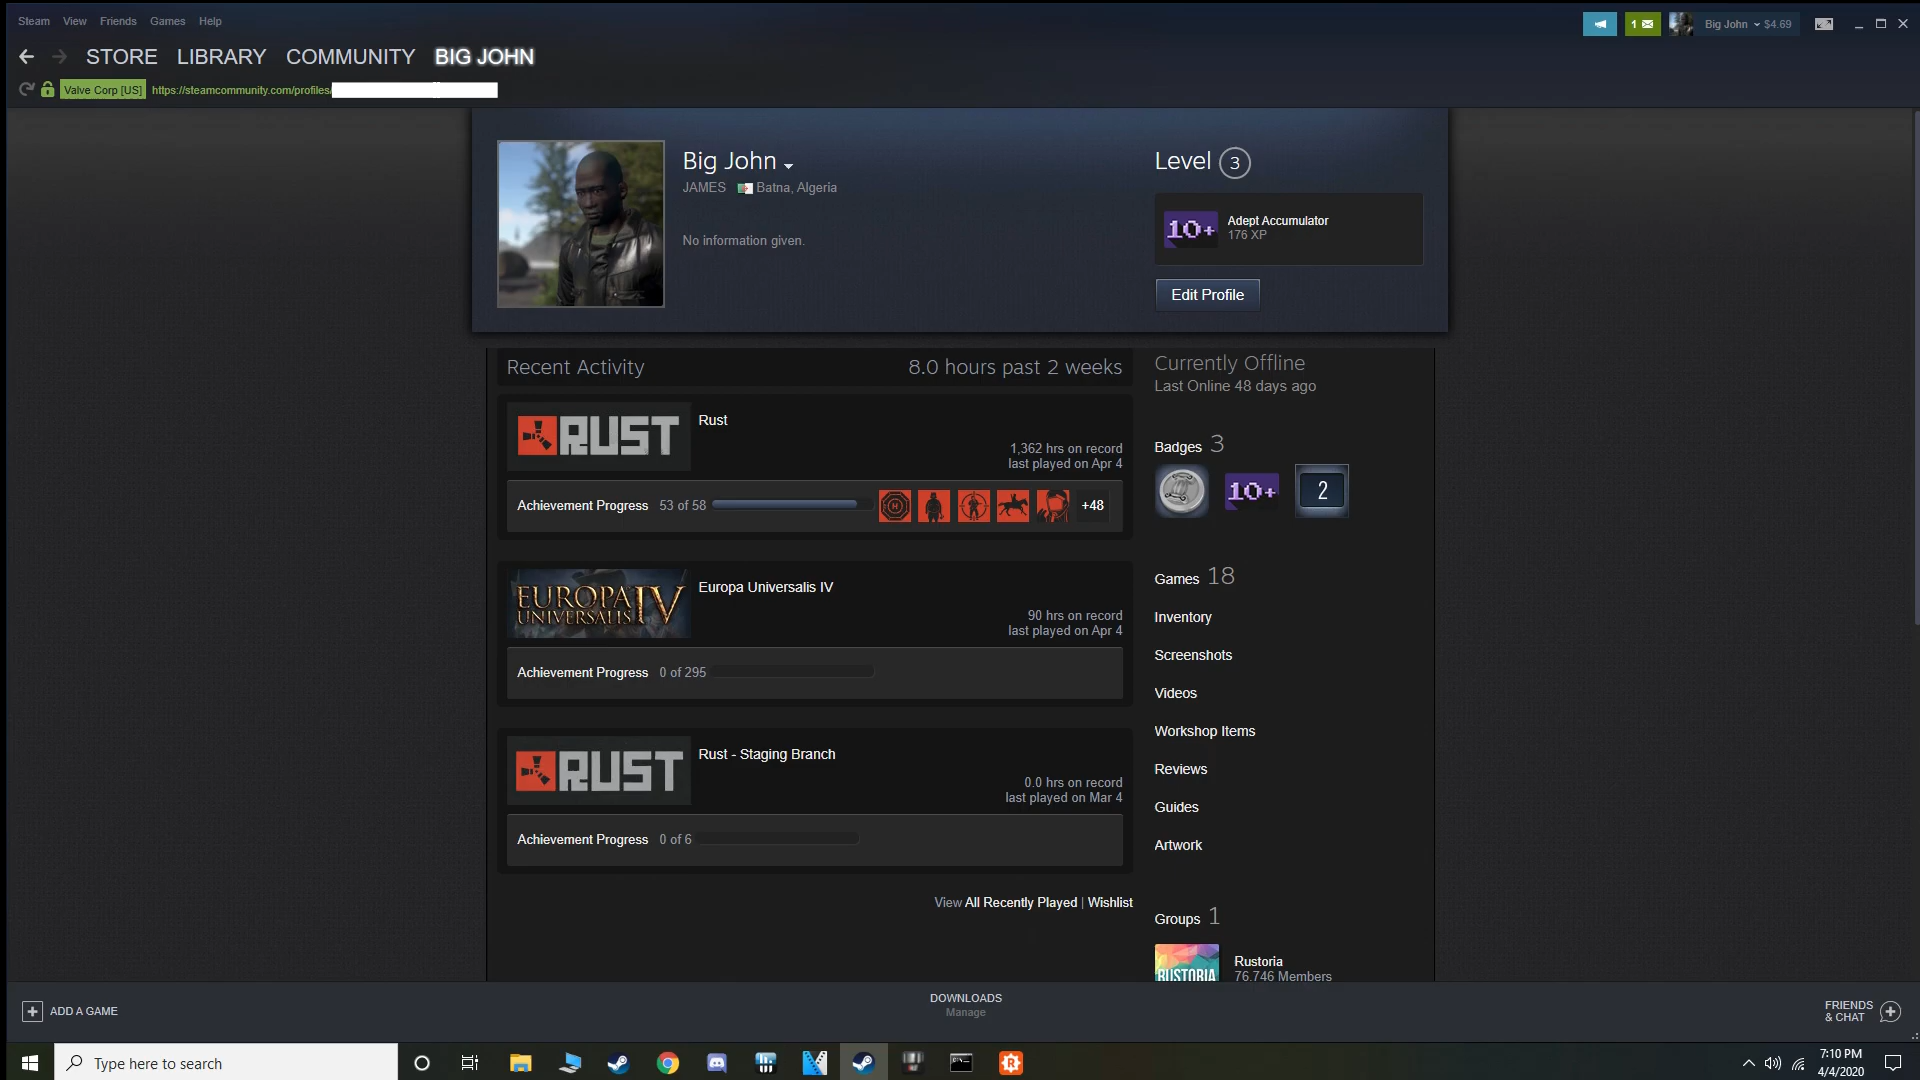 Steam View Friends Games Help
1 Big John $4.69
STORE LIBRARY COMMUNITY BIG JOHN
Valve Corp [US] https://steamcommunity.com/profiles/
Big John
JAMES Batna, Algeria
No information given.
Level 3
10+ Adept Accumulator
176 XP
Edit Profile
Recent Activity 8.0 hours past 2 weeks
RUST
Rust
1,362 hrs on record
last played on Apr 4
Achievement Progress 53 of 58 +48
EUROPA UNIVERSALIS IV
Europa Universalis IV
90 hrs on record
last played on Apr 4
Achievement Progress 0 of 295
RUST
Rust - Staging Branch
0.0 hrs on record
last played on Mar 4
Achievement Progress 0 of 6
View All Recently Played | Wishlist
Currently Offline
Last Online 48 days ago
Badges 3
10+ 2
Games 18
Inventory
Screenshots
Videos
Workshop Items
Reviews
Guides
Artwork
Groups 1
RUSTORIA
Rustoria
76,746 Members
ADD A GAME
DOWNLOADS
Manage
FRIENDS
& CHAT
Type here to search
7:10 PM
4/4/2020